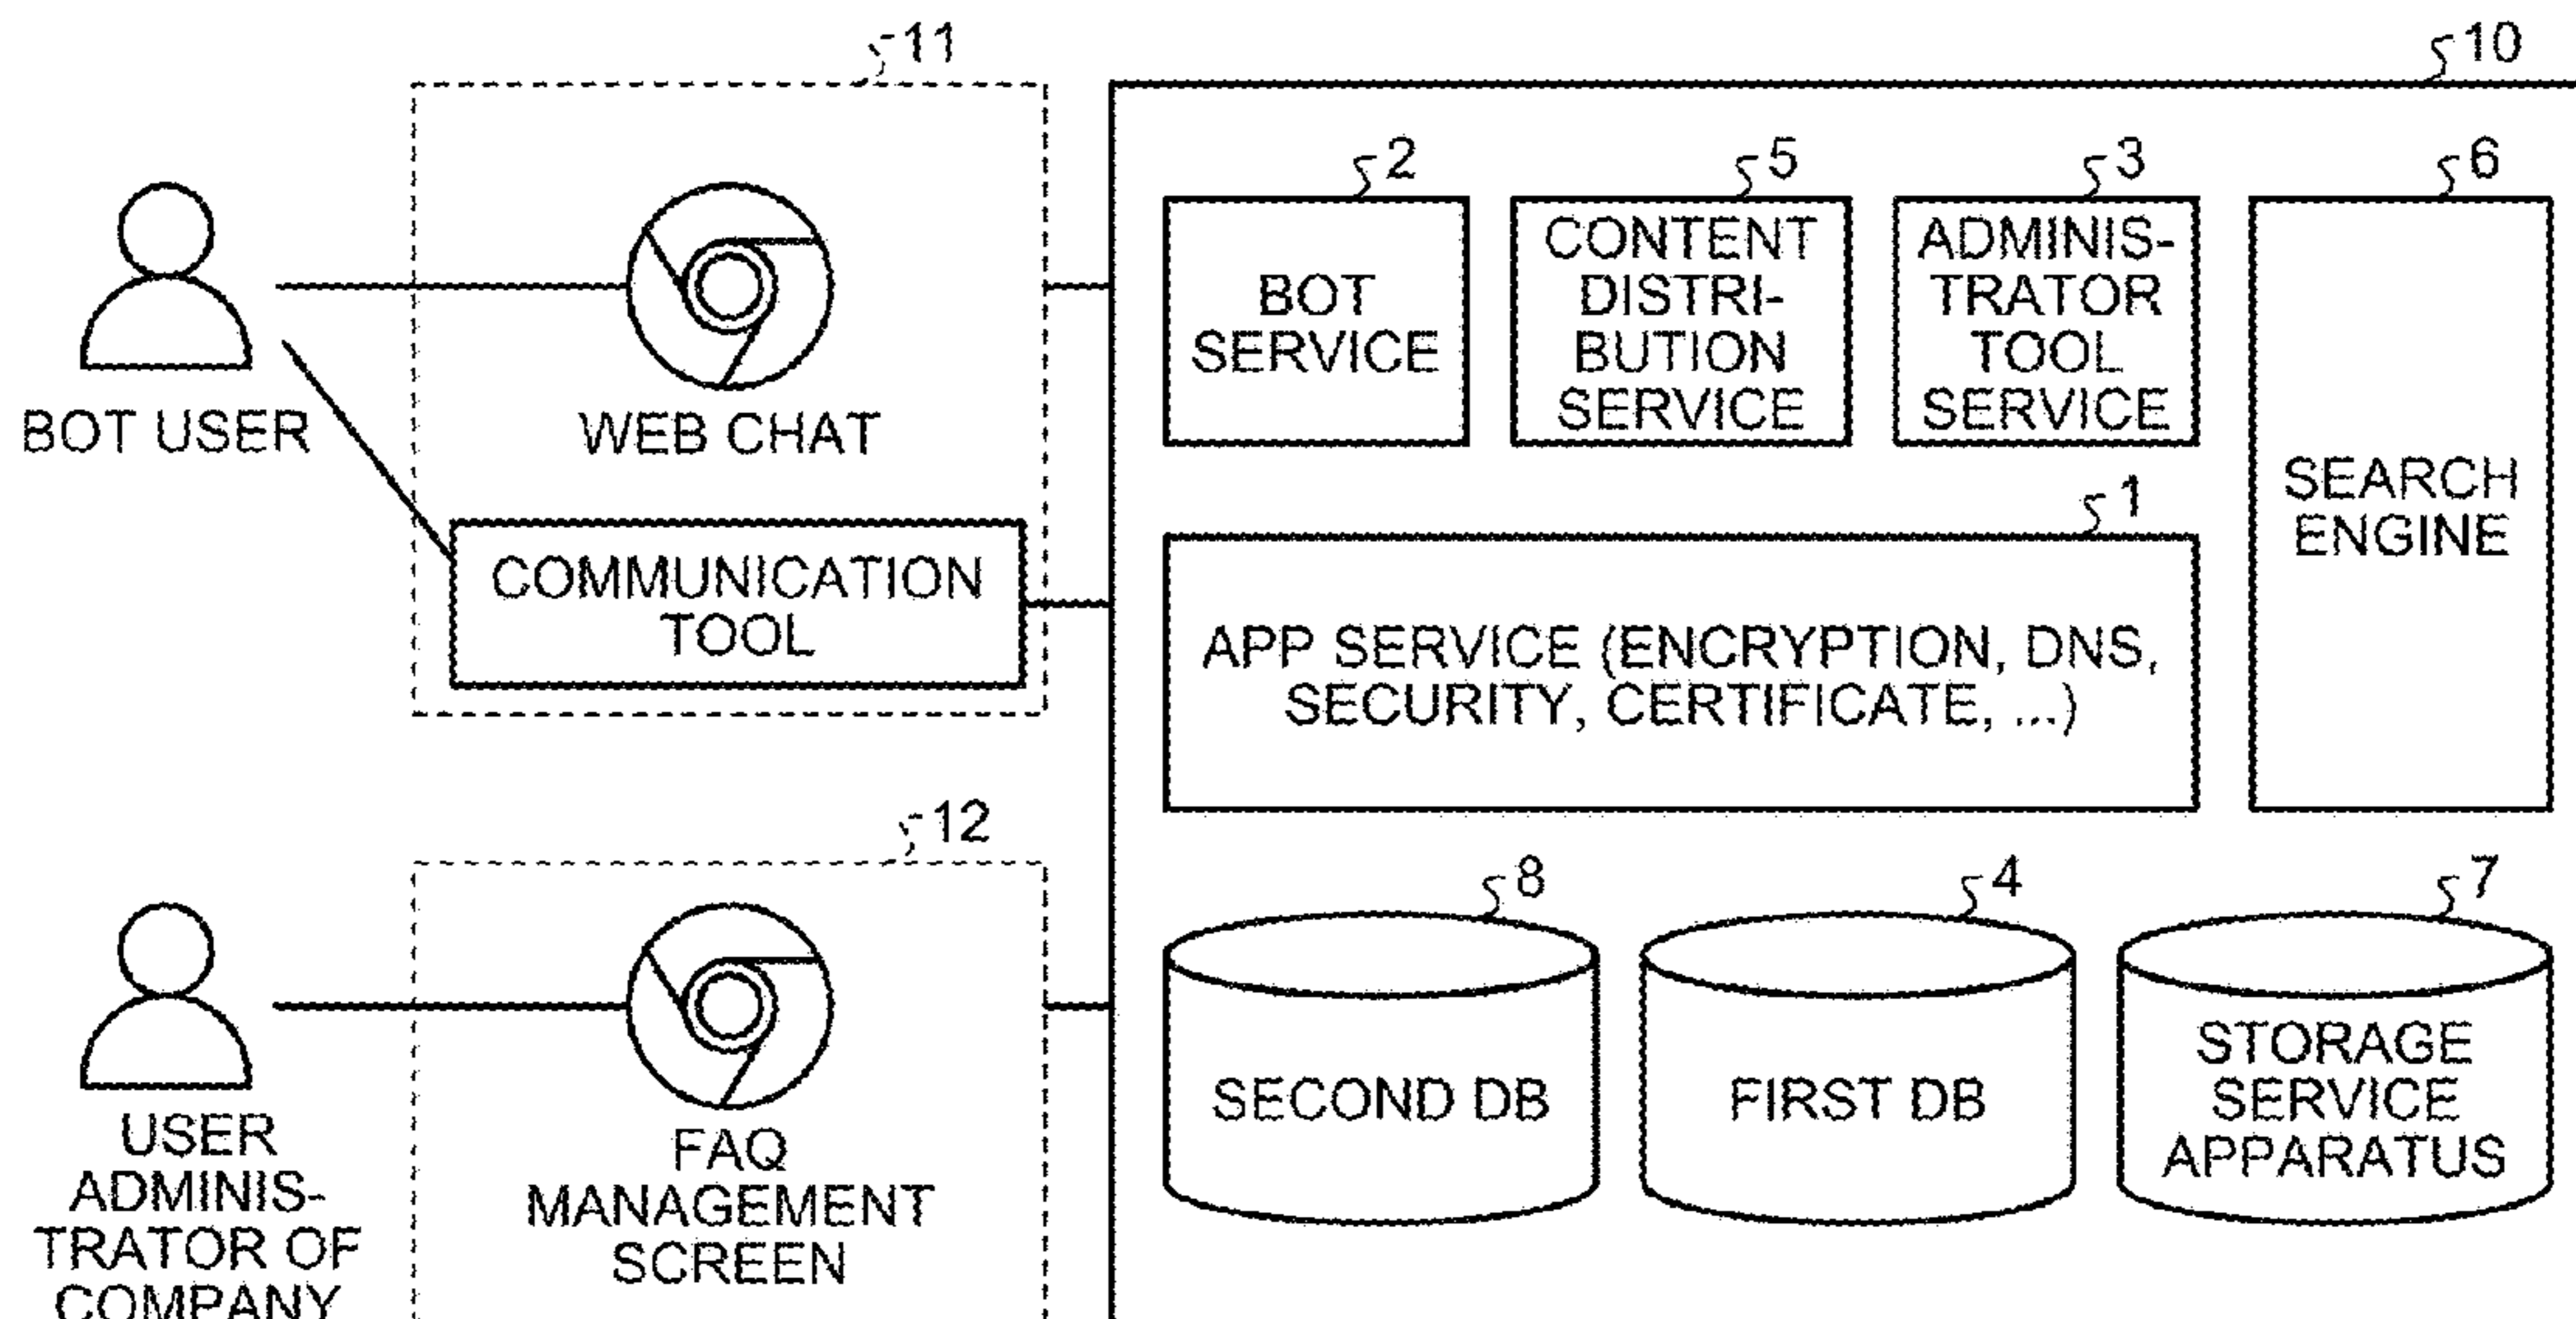 11
10
2
5
3
6
BOT
SERVICE
CONTENT
DISTRI-
BUTION
SERVICE
ADMINIS-
TRATOR
TOOL
SERVICE
SEARCH
ENGINE
BOT USER
WEB CHAT
COMMUNICATION
TOOL
1
APP SERVICE (ENCRYPTION, DNS,
SECURITY, CERTIFICATE, ...)
12
8
4
7
USER
ADMINIS-
TRATOR OF
COMPANY
FAQ
MANAGEMENT
SCREEN
SECOND DB
FIRST DB
STORAGE
SERVICE
APPARATUS